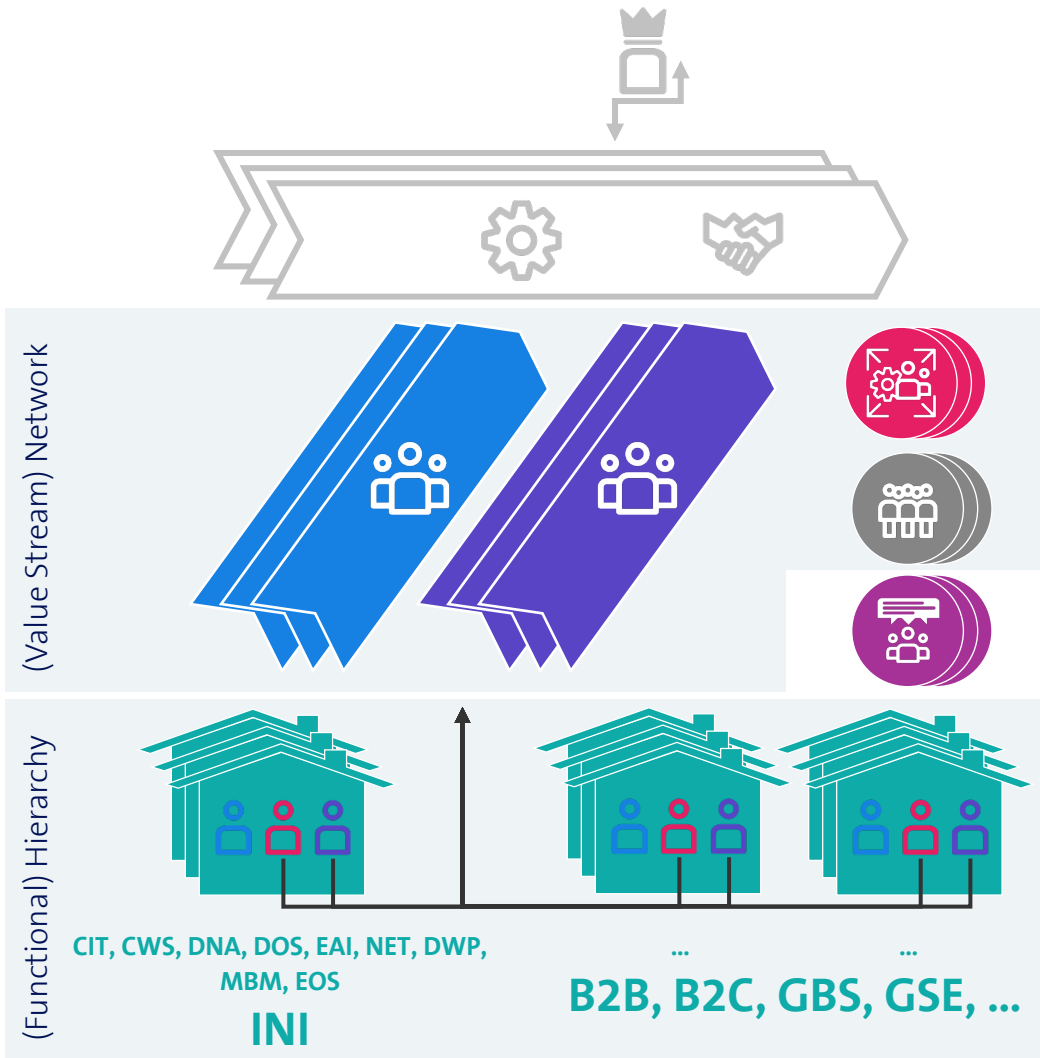 (Value Stream) Network
(Functional) Hierarchy
CIT, CWS, DNA, DOS, EAI, NET, DWP,
MBM, EOS
INI
...
...
B2B, B2C, GBS, GSE, ...